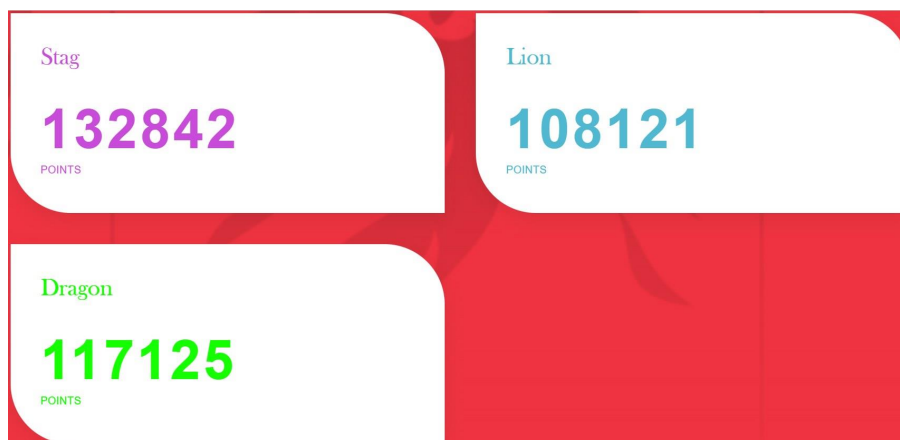 Stag
132842
POINTS
Lion
108121
POINTS
Dragon
117125
POINTS